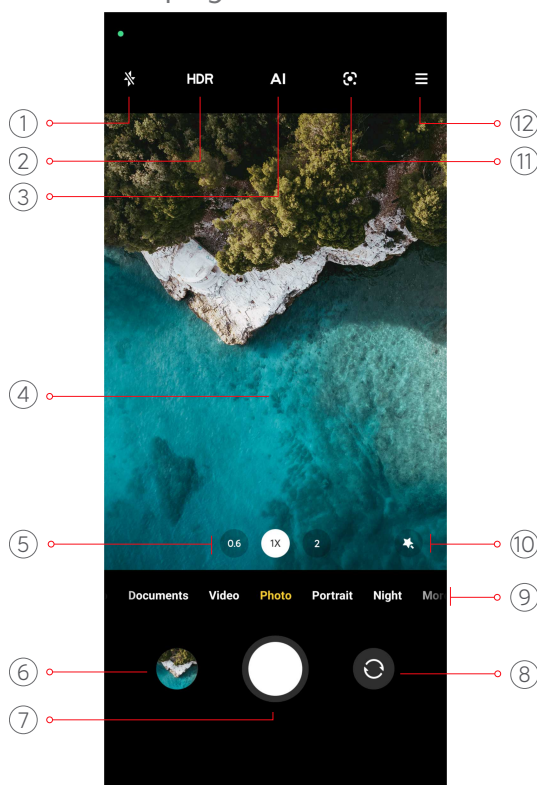 HDR AI
① ⑫
② ⑪
③
④
⑤ 0.6 1X 2 ⑩
Documents Video Photo Portrait Night Mor ⑨
⑥ ⑧
⑦